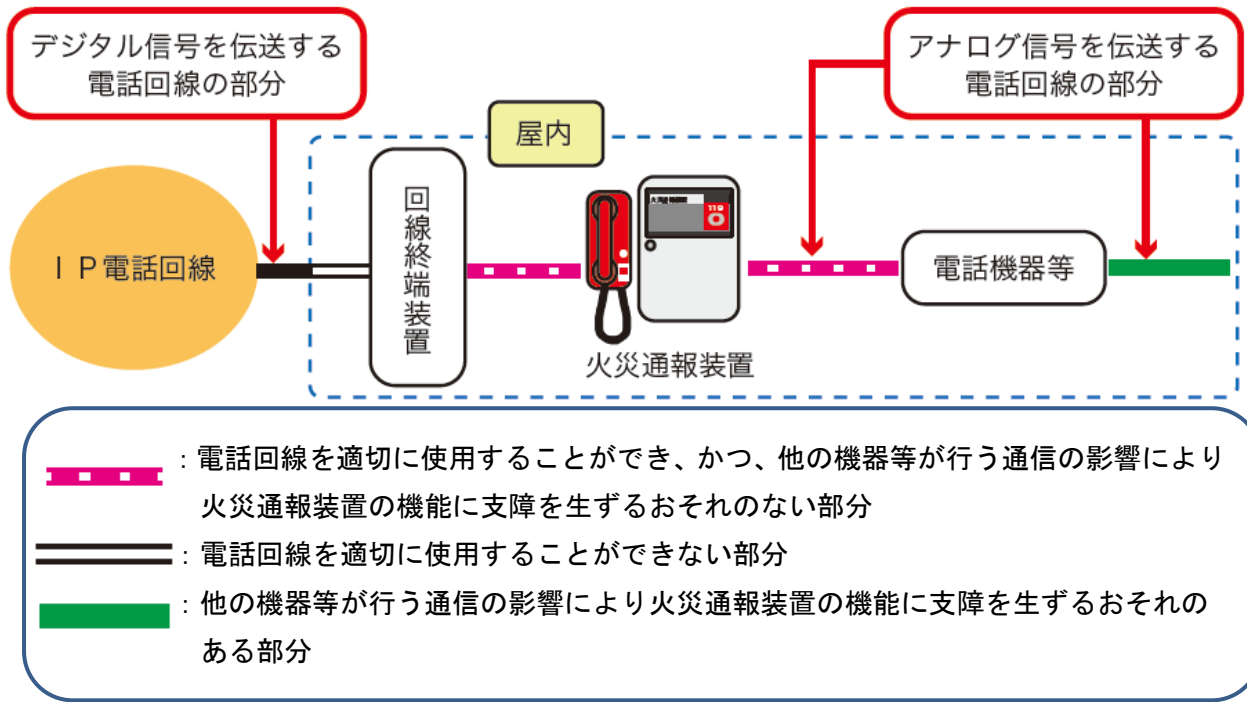 デジタル信号を伝送する
電話回線の部分
アナログ信号を伝送する
電話回線の部分
屋内
IP電話回線
回線終端装置
119
火災通報装置
電話機器等
：電話回線を適切に使用することができ、かつ、他の機器等が行う通信の影響により
火災通報装置の機能に支障を生ずるおそれのない部分
：電話回線を適切に使用することができない部分
：他の機器等が行う通信の影響により火災通報装置の機能に支障を生ずるおそれの
ある部分